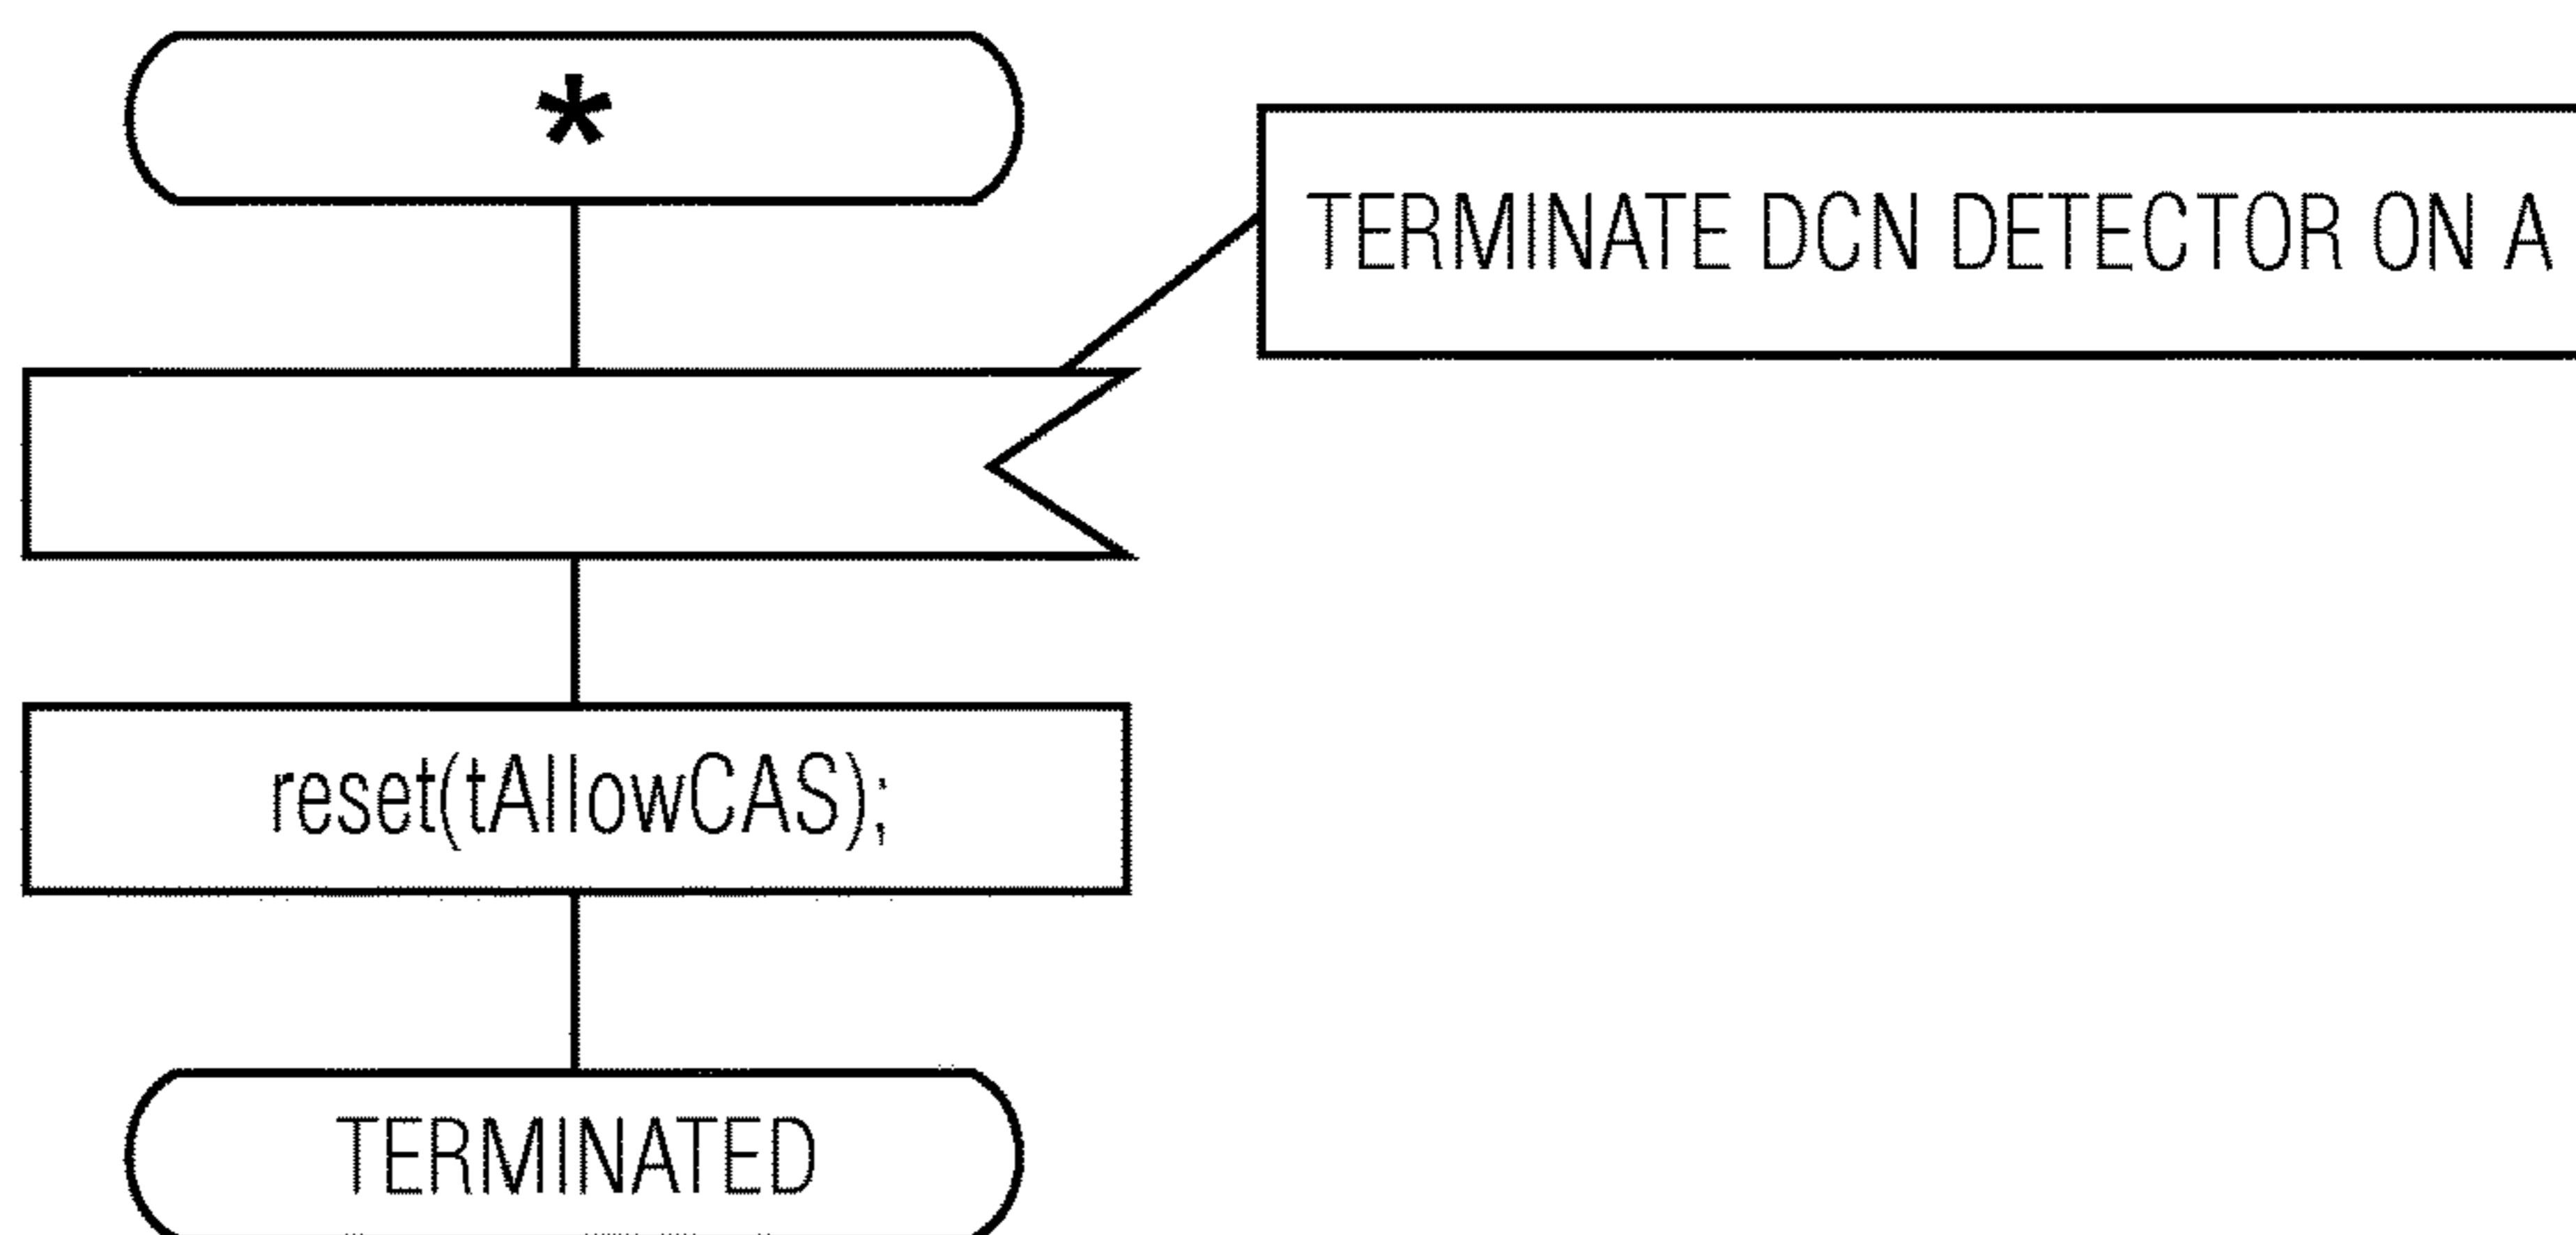 *
TERMINATE DCN DETECTOR ON A
reset(tAllowCAS);
TERMINATED